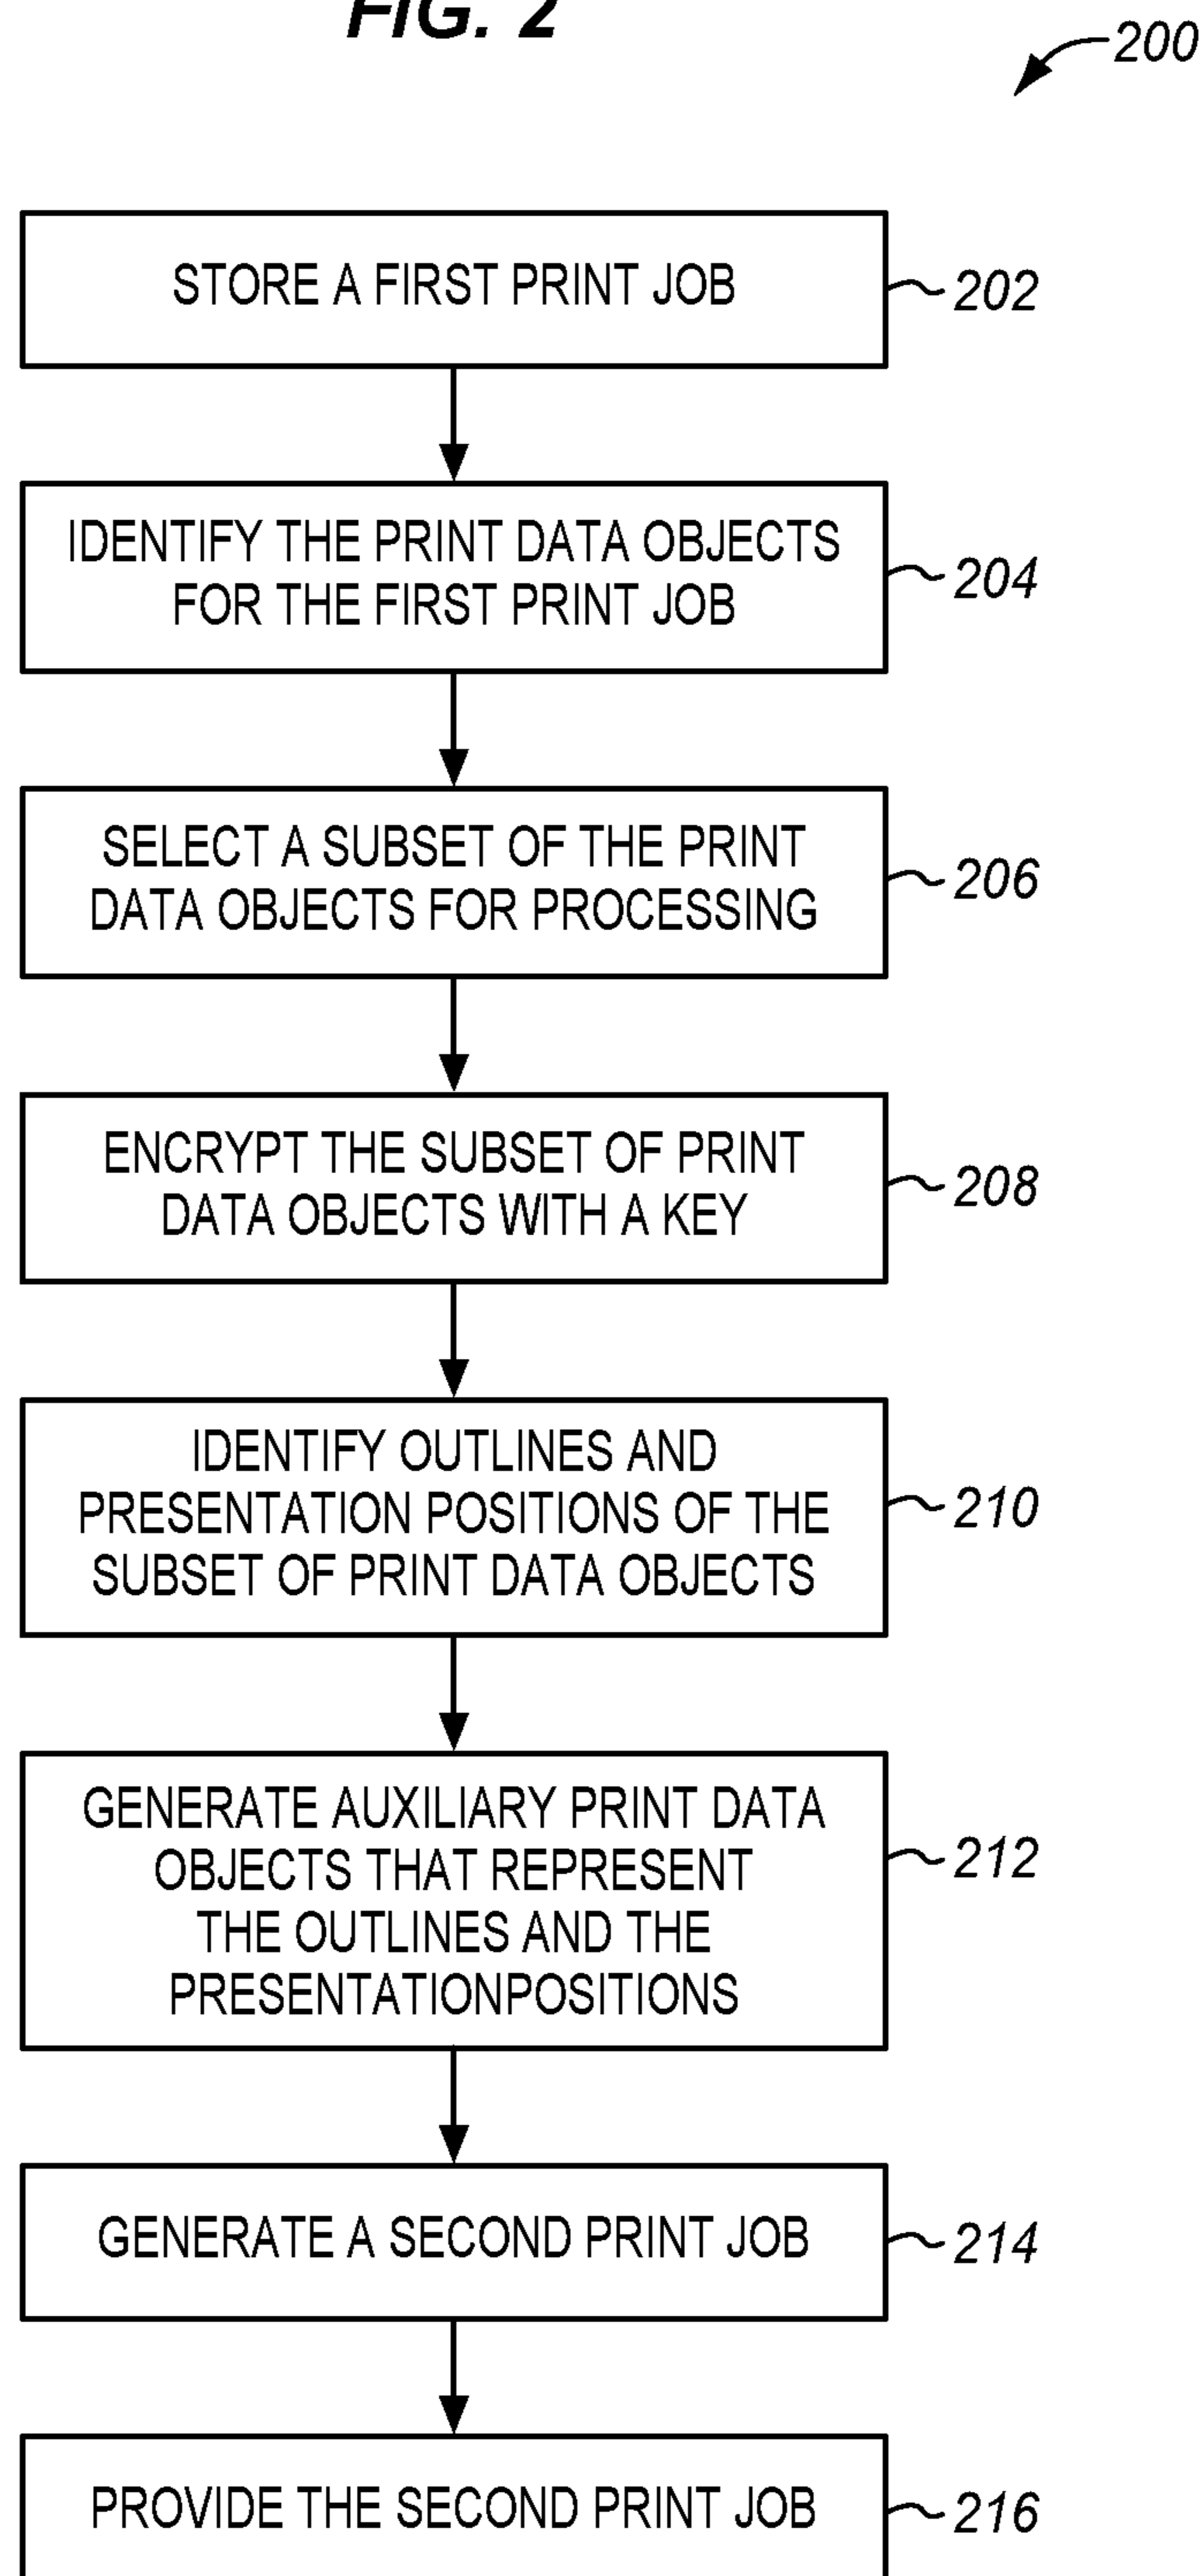 FIG. 2
200
STORE A FIRST PRINT JOB
202
IDENTIFY THE PRINT DATA OBJECTS
FOR THE FIRST PRINT JOB
204
SELECT A SUBSET OF THE PRINT
DATA OBJECTS FOR PROCESSING
206
ENCRYPT THE SUBSET OF PRINT
DATA OBJECTS WITH A KEY
208
IDENTIFY OUTLINES AND
PRESENTATION POSITIONS OF THE
SUBSET OF PRINT DATA OBJECTS
210
GENERATE AUXILIARY PRINT DATA
OBJECTS THAT REPRESENT
THE OUTLINES AND THE
PRESENTATIONPOSITIONS
212
GENERATE A SECOND PRINT JOB
214
PROVIDE THE SECOND PRINT JOB
216